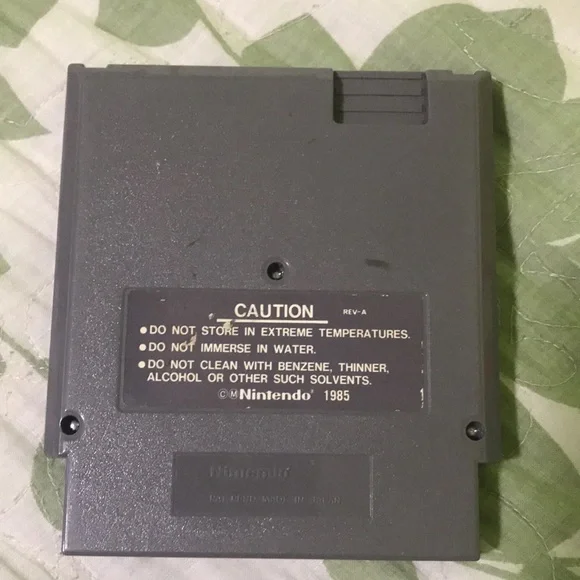 CAUTION REV-A
●DO NOT STORE IN EXTREME TEMPERATURES.
●DO NOT IMMERSE IN WATER.
●DO NOT CLEAN WITH BENZENE, THINNER,
ALCOHOL OR OTHER SUCH SOLVENTS.
©ⓂNintendo® 1985
Nintendo